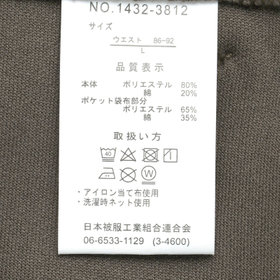 NO.1432-3812
サイズ
ウエスト 86-92
L
品質表示
本体 ポリエステル 80%
綿 20%
ポケット袋布部分
ポリエステル 65%
綿 35%
取扱い方
40
・アイロン当て布使用
・洗濯時ネット使用
日本被服工業組合連合会
06-6533-1129 (3-4600)